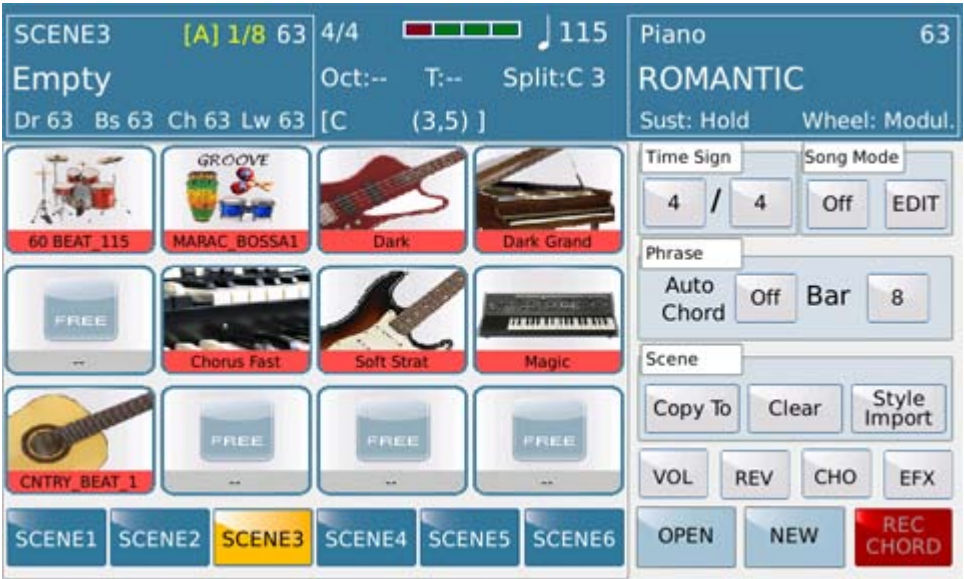 SCENE3 [A] 1/8 63
Empty
Dr 63 Bs 63 Ch 63 Lw 63
4/4 115
Oct:-- T:-- Split:C 3
[C (3,5) ]
Piano 63
ROMANTIC
Sust: Hold Wheel: Modul.
GROOVE
60 BEAT_115 MARAC_BOSSA1 Dark Dark Grand
FREE
-- Chorus Fast Soft Strat Magic
FREE FREE FREE
CNTRY_BEAT_1 -- -- --
SCENE1 SCENE2 SCENE3 SCENE4 SCENE5 SCENE6
Time Sign Song Mode
4 / 4 Off EDIT
Phrase
Auto
Chord Off Bar 8
Scene
Copy To Clear Style
Import
VOL REV CHO EFX
OPEN NEW REC
CHORD